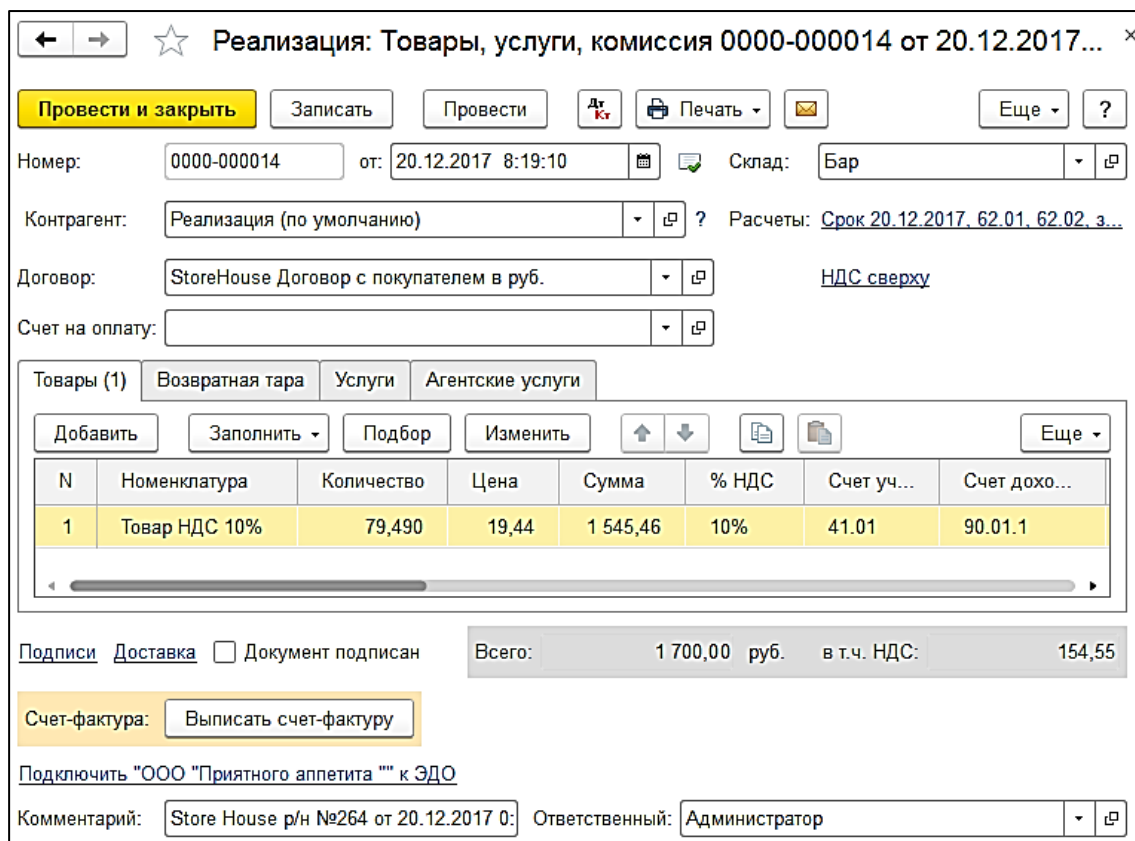 Реализация: Товары, услуги, комиссия 0000-000014 от 20.12.2017... ×
Провести и закрыть Записать Провести Дт Кт Печать Еще ?
Номер: 0000-000014 от: 20.12.2017 8:19:10 Склад: Бар
Контрагент: Реализация (по умолчанию) ? Расчеты: Срок 20.12.2017, 62.01, 62.02, з...
Договор: StoreHouse Договор с покупателем в руб. НДС сверху
Счет на оплату:
Товары (1) Возвратная тара Услуги Агентские услуги
Добавить Заполнить Подбор Изменить Еще
N Номенклатура Количество Цена Сумма % НДС Счет уч... Счет дохо...
1 Товар НДС 10% 79,490 19,44 1 545,46 10% 41.01 90.01.1
Подписи Доставка Документ подписан Всего: 1 700,00 руб. в т.ч. НДС: 154,55
Счет-фактура: Выписать счет-фактуру
Подключить "ООО "Приятного аппетита "" к ЭДО
Комментарий: Store House р/н №264 от 20.12.2017 0: Ответственный: Администратор